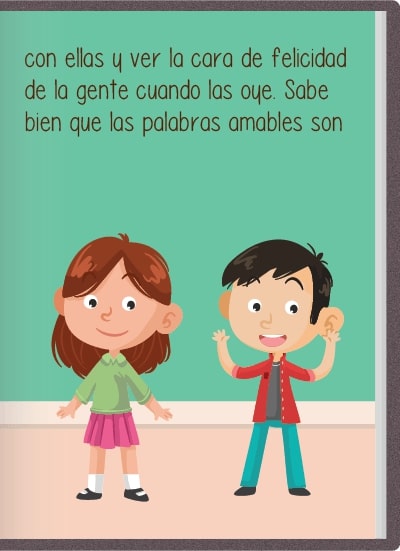 con ellas y ver la cara de felicidad
de la gente cuando las oye. Sabe
bien que las palabras amables son